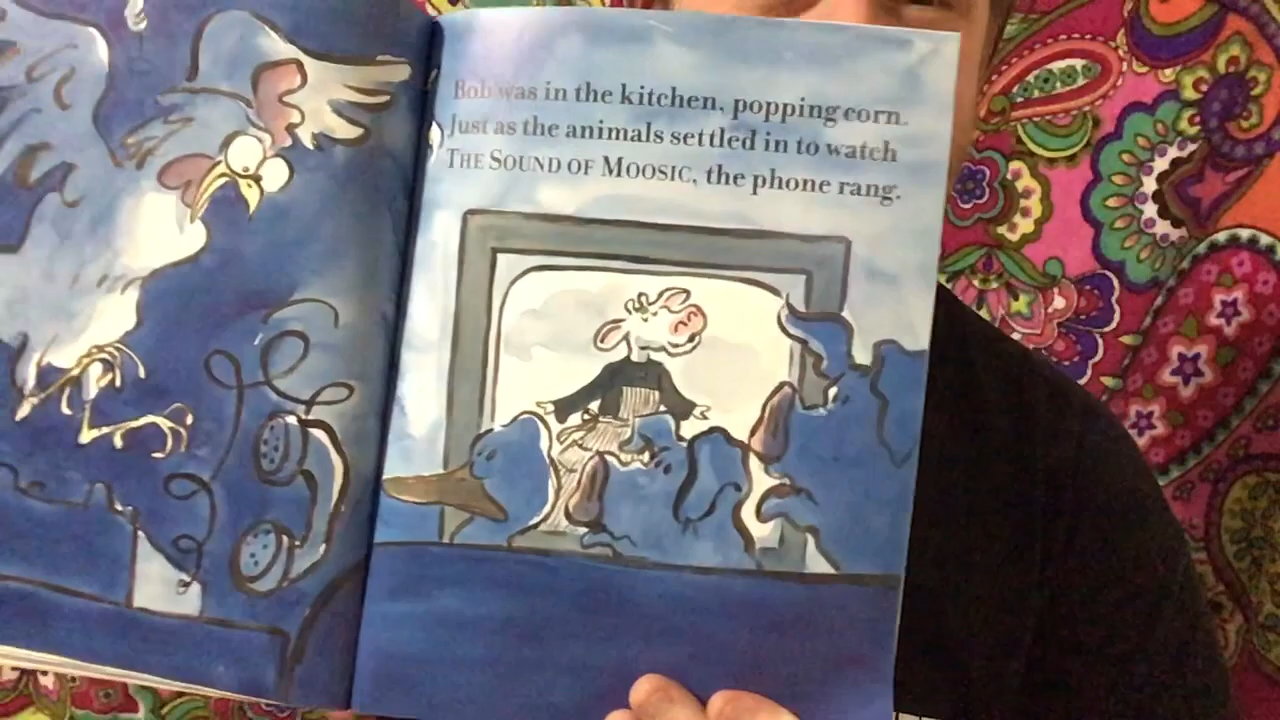 Bob was in the kitchen, popping corn.
Just as the animals settled in to watch
THE SOUND OF MOOSIC, the phone rang.